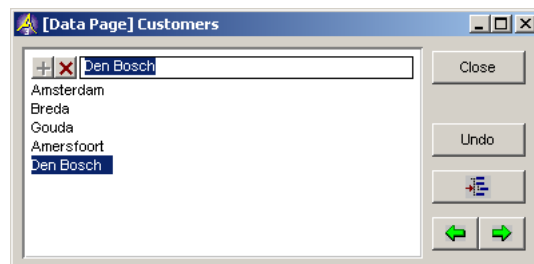 [Data Page] Customers
Den Bosch
Close
Amsterdam
Breda
Gouda
Amersfoort
Den Bosch
Undo